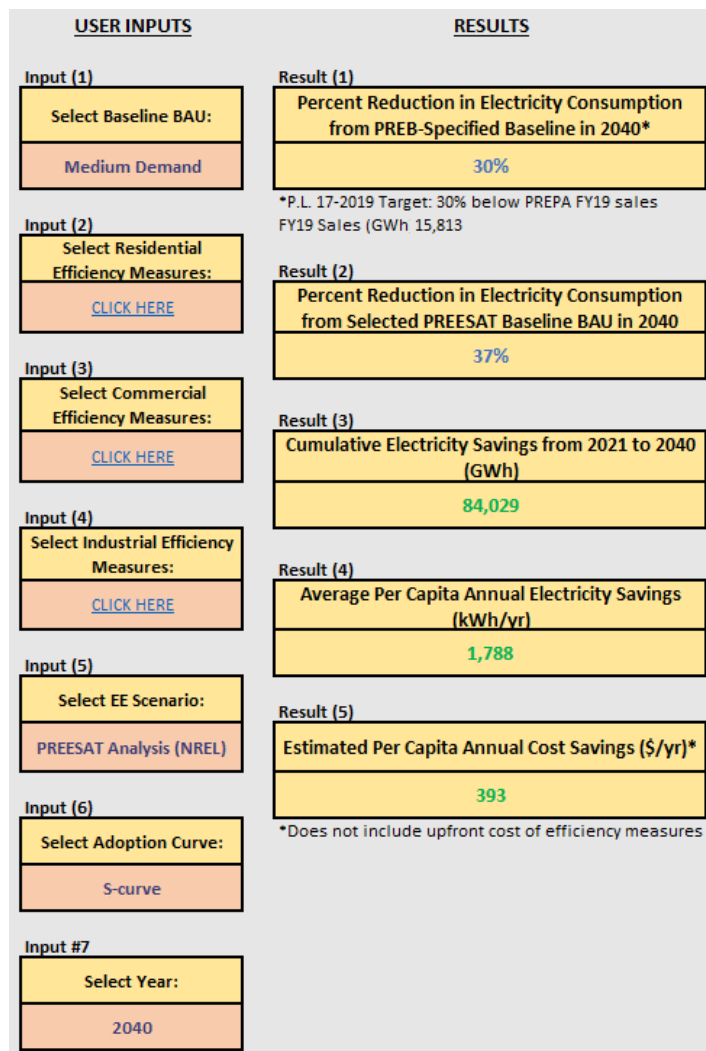 USER INPUTS
Input (1)
Select Baseline BAU:
Medium Demand
Input (2)
Select Residential
Efficiency Measures:
CLICK HERE
Input (3)
Select Commercial
Efficiency Measures:
CLICK HERE
Input (4)
Select Industrial Efficiency
Measures:
CLICK HERE
Input (5)
Select EE Scenario:
PREESAT Analysis (NREL)
Input (6)
Select Adoption Curve:
S-curve
Input #7
Select Year:
2040
RESULTS
Result (1)
Percent Reduction in Electricity Consumption
from PREB-Specified Baseline in 2040*
30%
*P.L. 17-2019 Target: 30% below PREPA FY19 sales
FY19 Sales (GWh 15,813
Result (2)
Percent Reduction in Electricity Consumption
from Selected PREESAT Baseline BAU in 2040
37%
Result (3)
Cumulative Electricity Savings from 2021 to 2040
(GWh)
84,029
Result (4)
Average Per Capita Annual Electricity Savings
(kWh/yr)
1,788
Result (5)
Estimated Per Capita Annual Cost Savings ($/yr)*
393
*Does not include upfront cost of efficiency measures